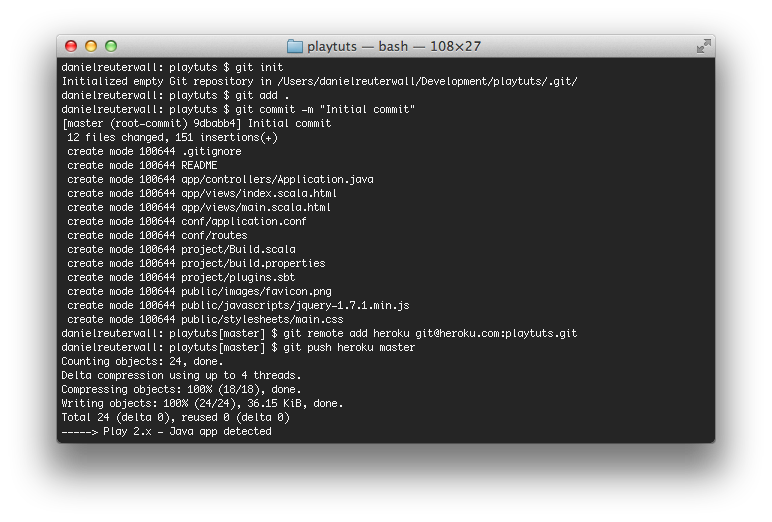 playtuts — bash — 108×27
danielreuterwall: playtuts $ git init
Initialized empty Git repository in /Users/danielreuterwall/Development/playtuts/.git/
danielreuterwall: playtuts $ git add .
danielreuterwall: playtuts $ git commit -m "Initial commit"
[master (root-commit) 9dbabb4] Initial commit
 12 files changed, 151 insertions(+)
 create mode 100644 .gitignore
 create mode 100644 README
 create mode 100644 app/controllers/Application.java
 create mode 100644 app/views/index.scala.html
 create mode 100644 app/views/main.scala.html
 create mode 100644 conf/application.conf
 create mode 100644 conf/routes
 create mode 100644 project/Build.scala
 create mode 100644 project/build.properties
 create mode 100644 project/plugins.sbt
 create mode 100644 public/images/favicon.png
 create mode 100644 public/javascripts/jquery-1.7.1.min.js
 create mode 100644 public/stylesheets/main.css
danielreuterwall: playtuts[master] $ git remote add heroku git@heroku.com:playtuts.git
danielreuterwall: playtuts[master] $ git push heroku master
Counting objects: 24, done.
Delta compression using up to 4 threads.
Compressing objects: 100% (18/18), done.
Writing objects: 100% (24/24), 36.15 KiB, done.
Total 24 (delta 0), reused 0 (delta 0)
-----> Play 2.x - Java app detected